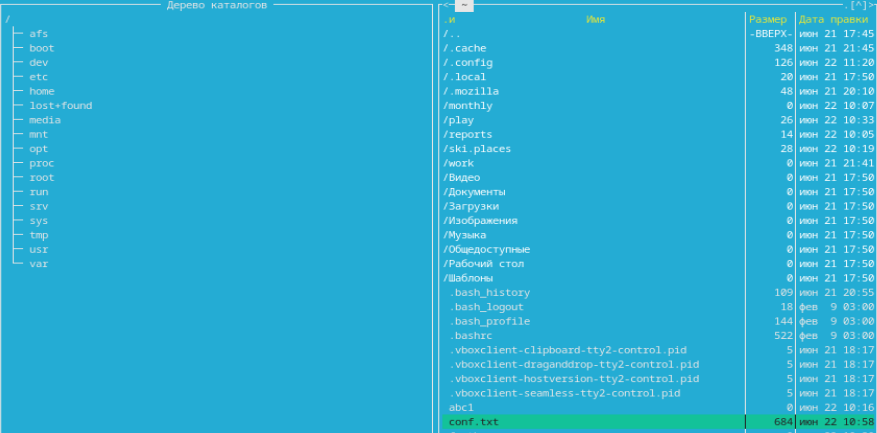 Дерево каталогов
/
afs
boot
dev
etc
home
lost+found
media
mnt
opt
proc
root
run
srv
sys
tmp
usr
var
<─ ~ .[^]>
.и Имя Размер Дата правки
/.. -ВВЕРХ- июн 21 17:45
/.cache 348 июн 21 21:45
/.config 126 июн 22 11:20
/.local 20 июн 21 17:50
/.mozilla 48 июн 21 20:10
/monthly 0 июн 22 10:07
/play 26 июн 22 10:33
/reports 14 июн 22 10:05
/ski.places 28 июн 22 10:19
/work 0 июн 21 21:41
/Видео 0 июн 21 17:50
/Документы 0 июн 21 17:50
/Загрузки 0 июн 21 17:50
/Изображения 0 июн 21 17:50
/Музыка 0 июн 21 17:50
/Общедоступные 0 июн 21 17:50
/Рабочий стол 0 июн 21 17:50
/Шаблоны 0 июн 21 17:50
.bash_history 109 июн 21 20:55
.bash_logout 18 фев 9 03:00
.bash_profile 144 фев 9 03:00
.bashrc 522 фев 9 03:00
.vboxclient-clipboard-tty2-control.pid 5 июн 21 18:17
.vboxclient-draganddrop-tty2-control.pid 5 июн 21 18:17
.vboxclient-hostversion-tty2-control.pid 5 июн 21 18:17
.vboxclient-seamless-tty2-control.pid 5 июн 21 18:17
abc1 0 июн 22 10:16
conf.txt 684 июн 22 10:58